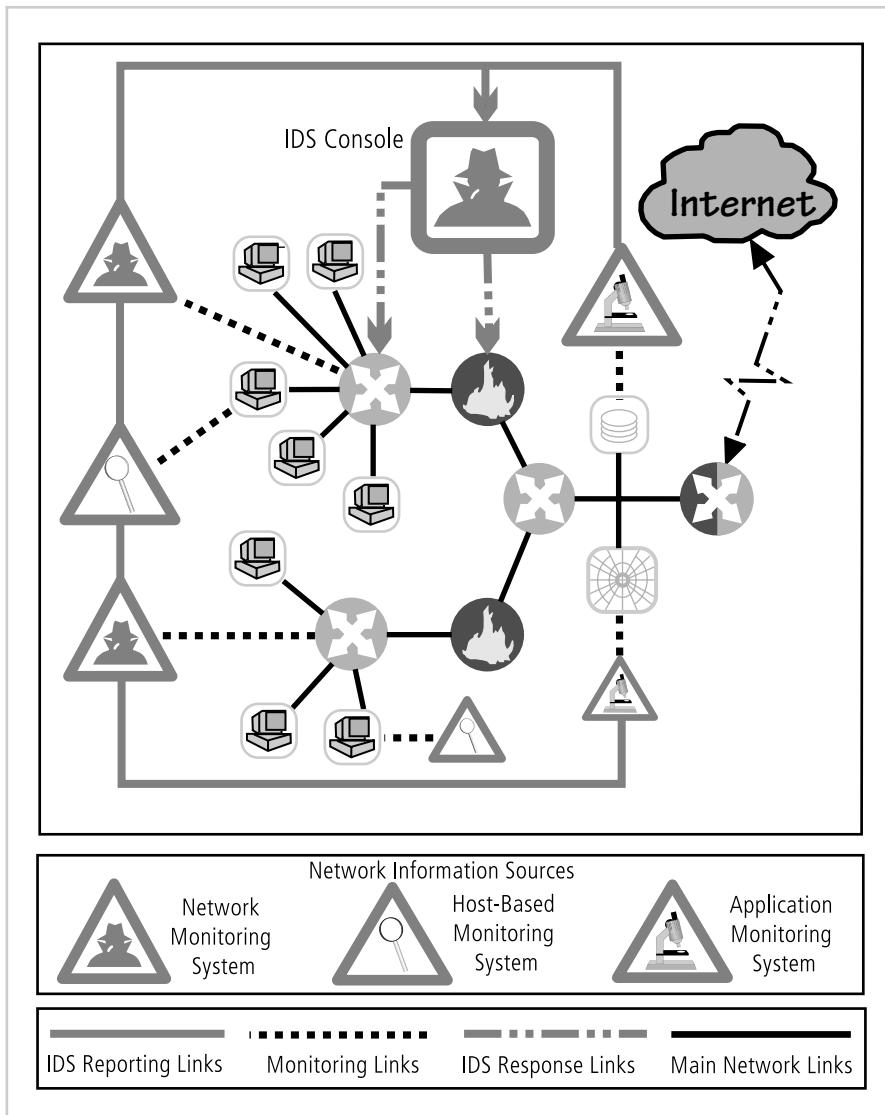 IDS Console
Internet
Network Information Sources
Network
Monitoring
System
Host-Based
Monitoring
System
Application
Monitoring
System
IDS Reporting Links
Monitoring Links
IDS Response Links
Main Network Links